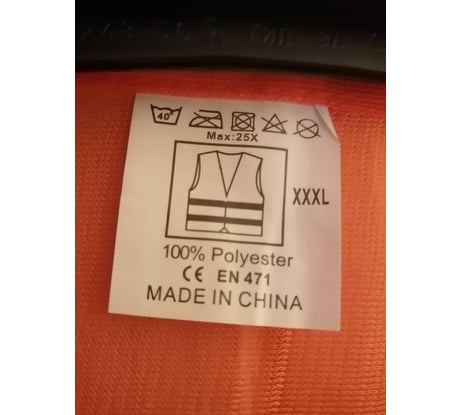 40°
Max:25X
XXXL
100% Polyester
CE EN 471
MADE IN CHINA